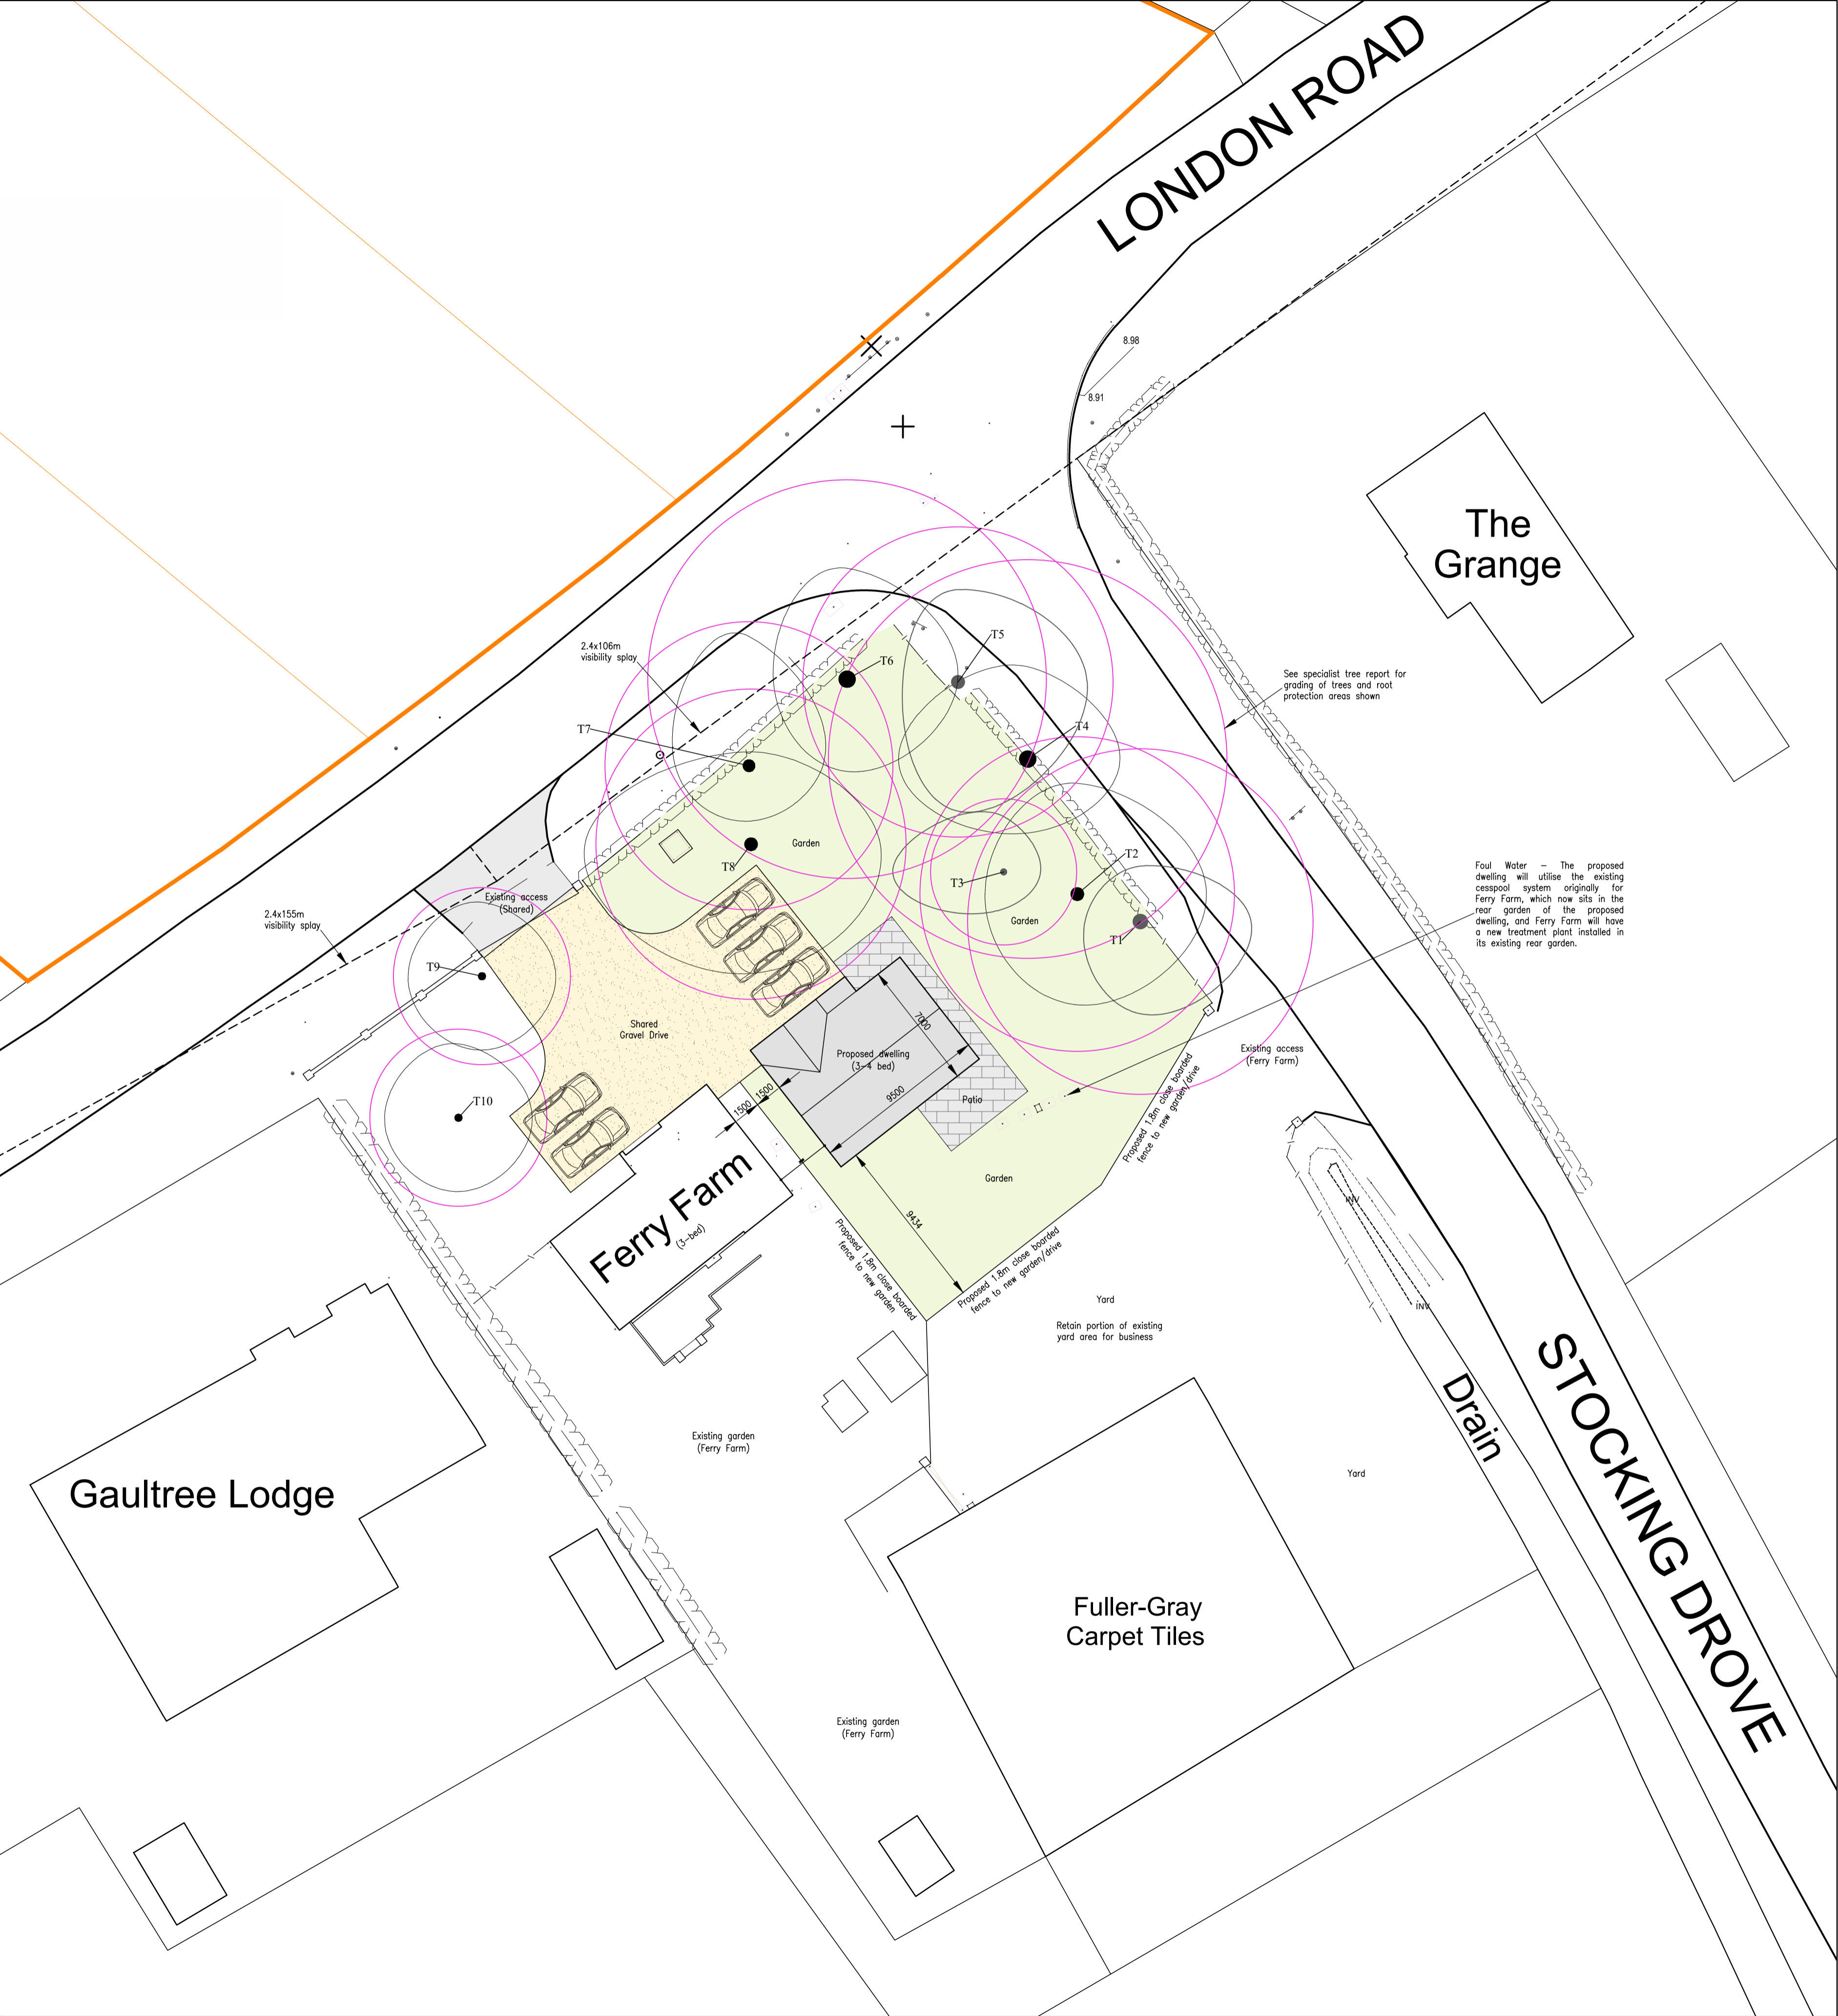 LONDON ROAD
8.98
8.91
The
Grange
2.4x106m
visibility splay
T5
T6
T7
T4
See specialist tree report for
grading of trees and root
protection areas shown
Garden
T8
T2
T3
Garden
T1
Foul Water – The proposed
dwelling will utilise the existing
cesspool system originally for
Ferry Farm, which now sits in the
rear garden of the proposed
dwelling, and Ferry Farm will have
a new treatment plant installed in
its existing rear garden.
Existing access
(Shared)
2.4x155m
visibility splay
T9
Shared
Gravel Drive
7000
Proposed dwelling
(3-4 bed)
9500
Existing access
(Ferry Farm)
T10
1500
1500
Patio
Proposed 1.8m close boarded
fence to new garden/drive
Garden
Ferry Farm
(3-bed)
9434
Proposed 1.8m close boarded
fence to new garden
Proposed 1.8m close boarded
fence to new garden/drive
INV
INV
Yard
Retain portion of existing
yard area for business
Drain
STOCKING DROVE
Existing garden
(Ferry Farm)
Yard
Gaultree Lodge
Fuller-Gray
Carpet Tiles
Existing garden
(Ferry Farm)